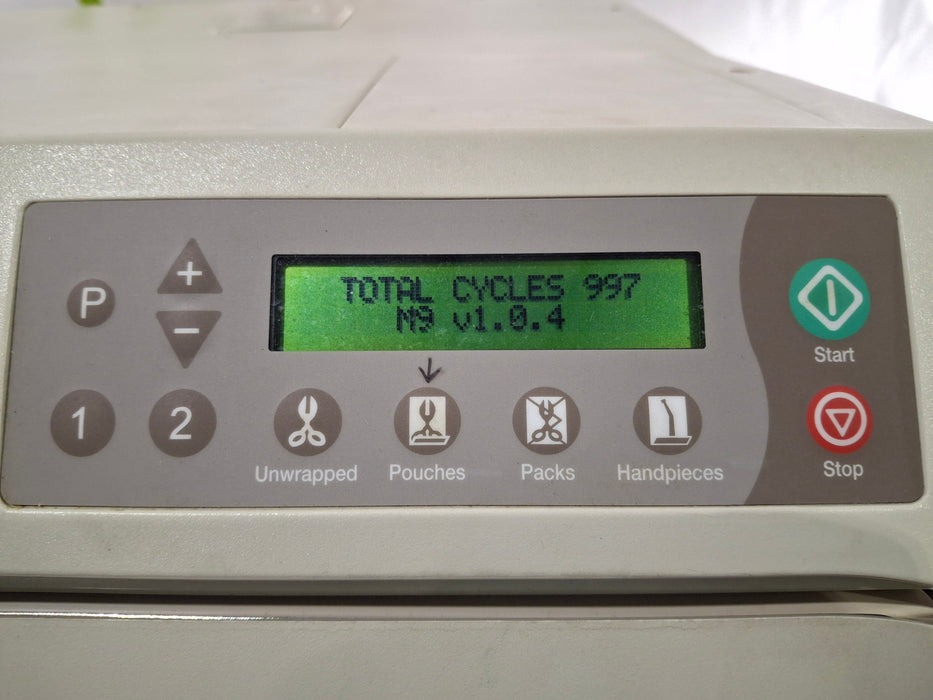 TOTAL CYCLES 997
M9 v1.0.4
P
+
−
1
2
Unwrapped
Pouches
Packs
Handpieces
Start
Stop